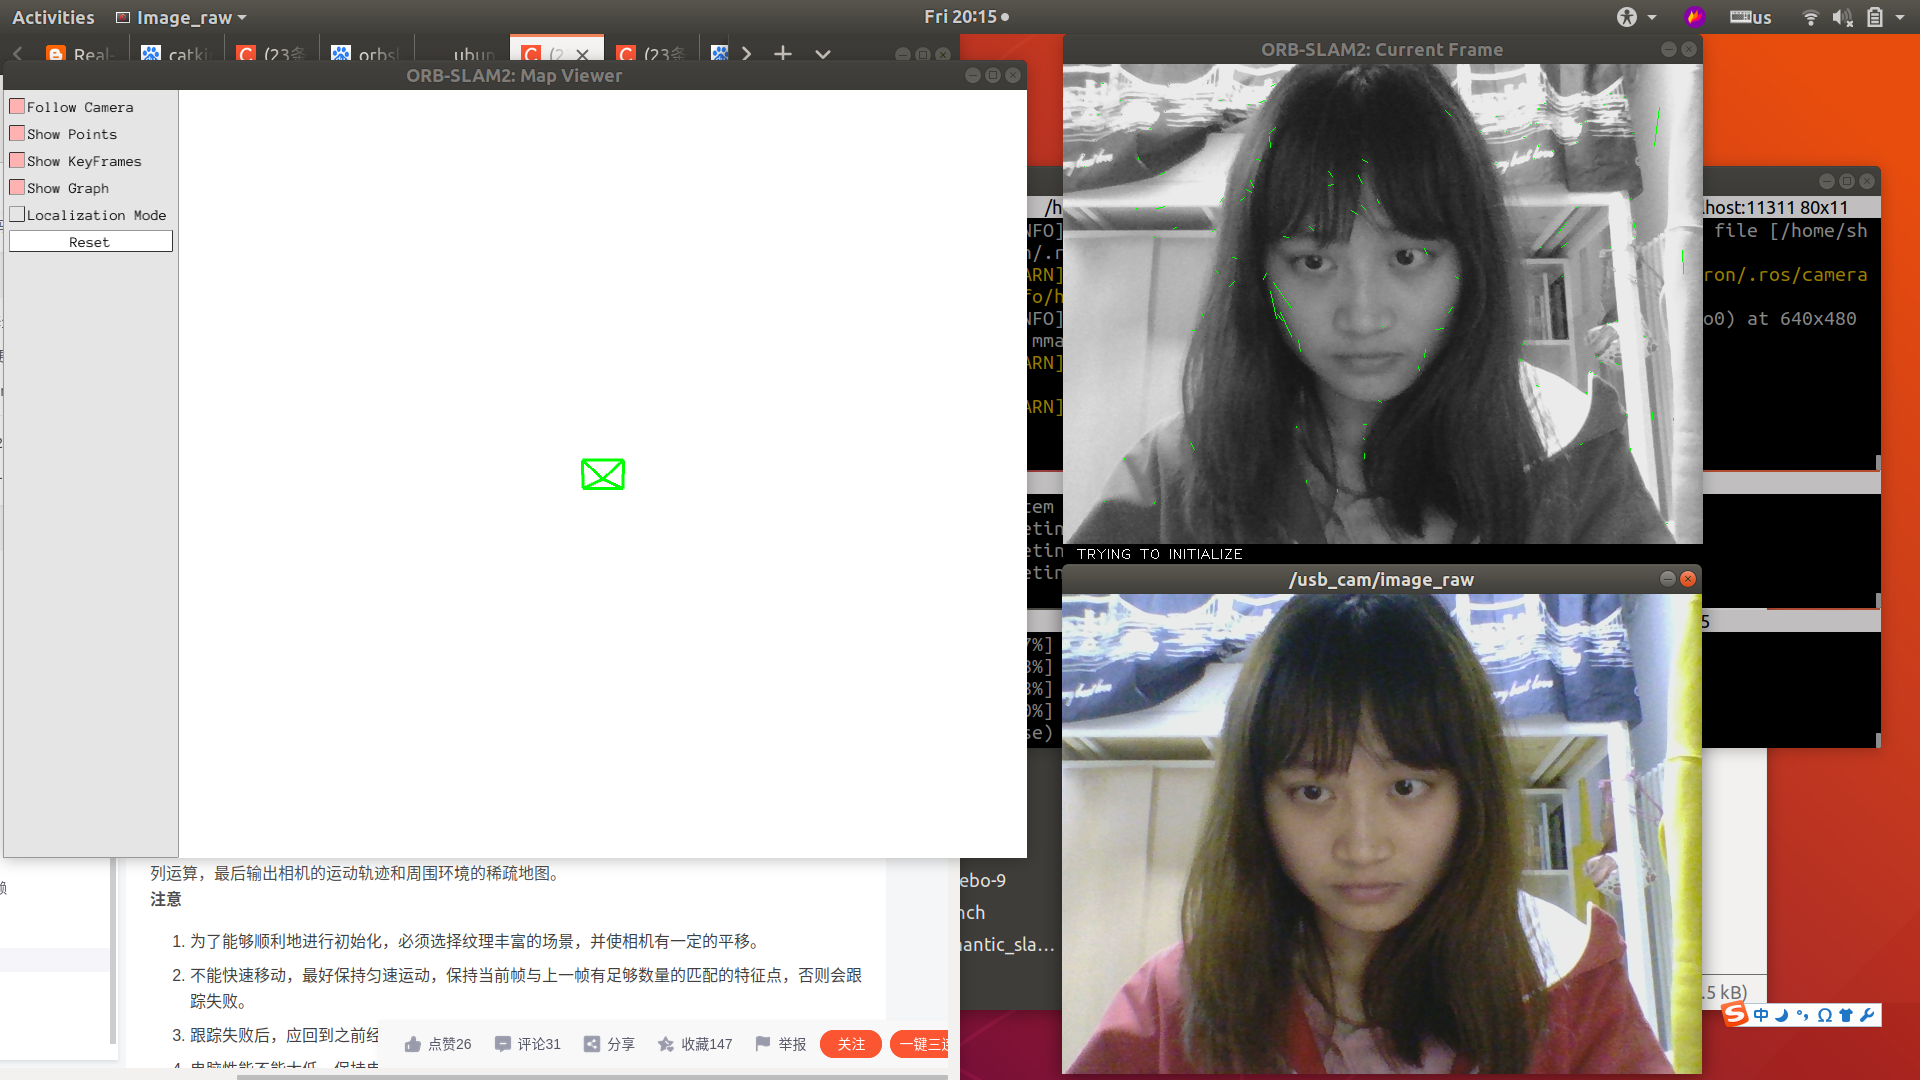 Activities
Image_raw
Fri 20:15
us
Real-
catki
(23条
orbsl
ubun
(2
(23条
ORB-SLAM2: Map Viewer
Follow Camera
Show Points
Show KeyFrames
Show Graph
Localization Mode
Reset
ORB-SLAM2: Current Frame
TRYING TO INITIALIZE
/usb_cam/image_raw
/h
lhost:11311 80x11
NFO]
file [/home/sh
n/.r
ARN]
ron/.ros/camera
fo/h
NFO]
o0) at 640x480
mma
ARN]
ARN]
tem
etin
etin
etin
5
7%]
3%]
3%]
0%]
se)
ebo-9
nch
nantic_sla...
.5 kB)
中
列运算，最后输出相机的运动轨迹和周围环境的稀疏地图。
注意
1. 为了能够顺利地进行初始化，必须选择纹理丰富的场景，并使相机有一定的平移。
2. 不能快速移动，最好保持匀速运动，保持当前帧与上一帧有足够数量的匹配的特征点，否则会跟
踪失败。
3. 跟踪失败后，应回到之前经
点赞26
评论31
分享
收藏147
举报
关注
一键三连